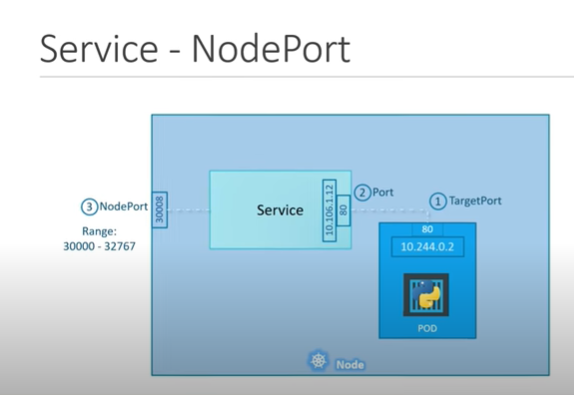 Service - NodePort
3 NodePort
Range:
30000 - 32767
30008
Service
10.106.1.12
80
2 Port
1 TargetPort
80
10.244.0.2
POD
Node